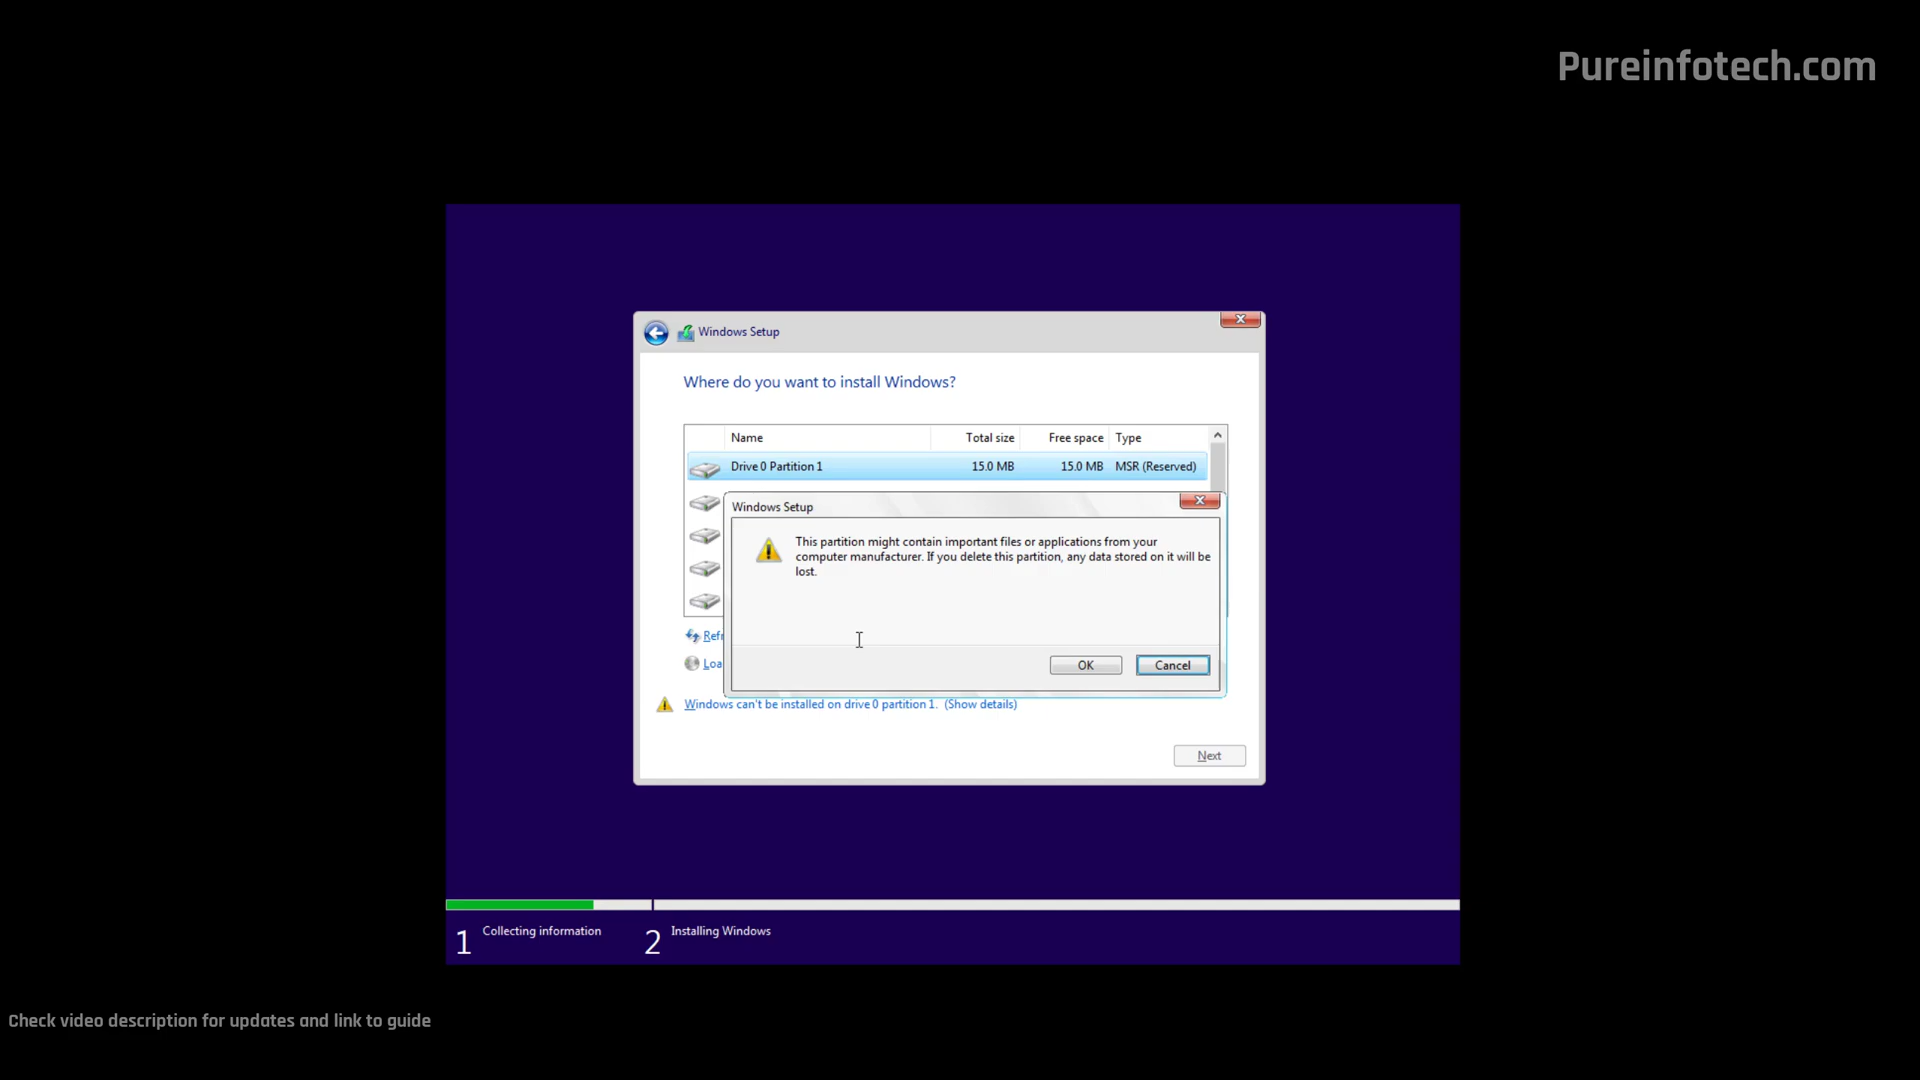 Pureinfotech.com
Windows Setup
Where do you want to install Windows?
Name Total size Free space Type
Drive 0 Partition 1 15.0 MB 15.0 MB MSR (Reserved)
Windows Setup
This partition might contain important files or applications from your
computer manufacturer. If you delete this partition, any data stored on it will be
lost.
Refr
Loa
OK Cancel
Windows can't be installed on drive 0 partition 1. (Show details)
Next
1 Collecting information 2 Installing Windows
Check video description for updates and link to guide